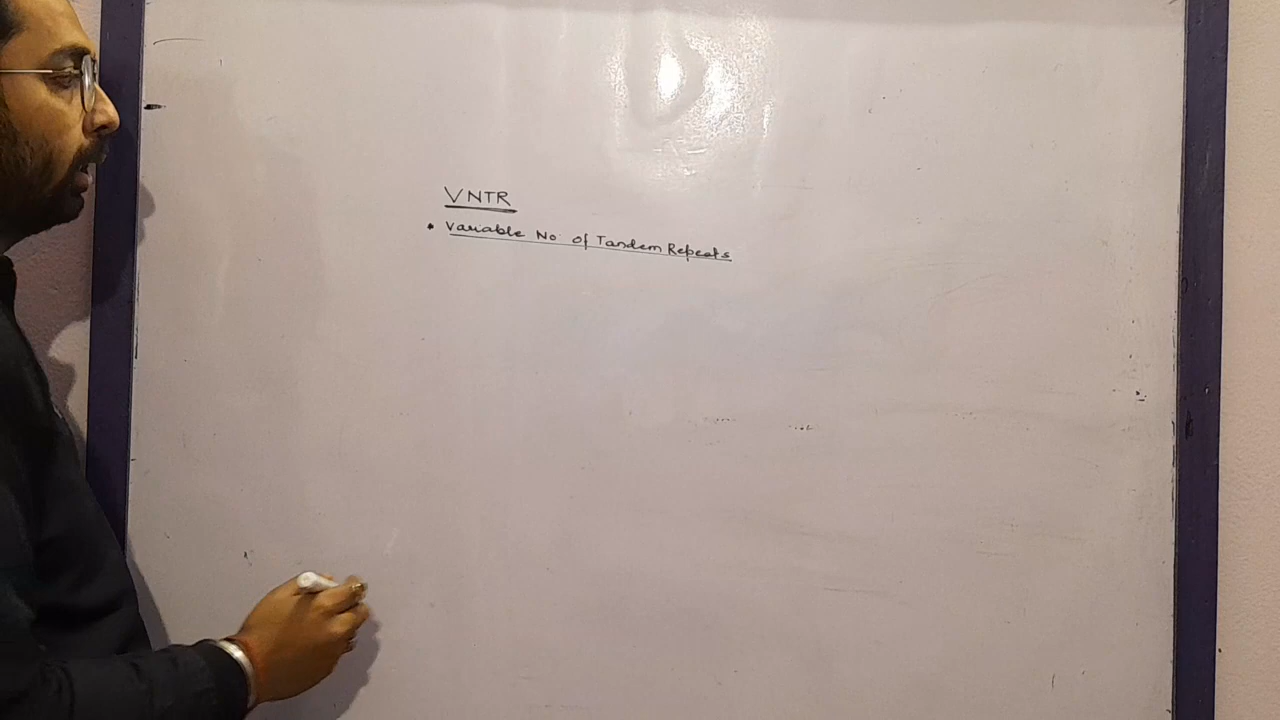 VNTR
• Variable No. of Tandem Repeats